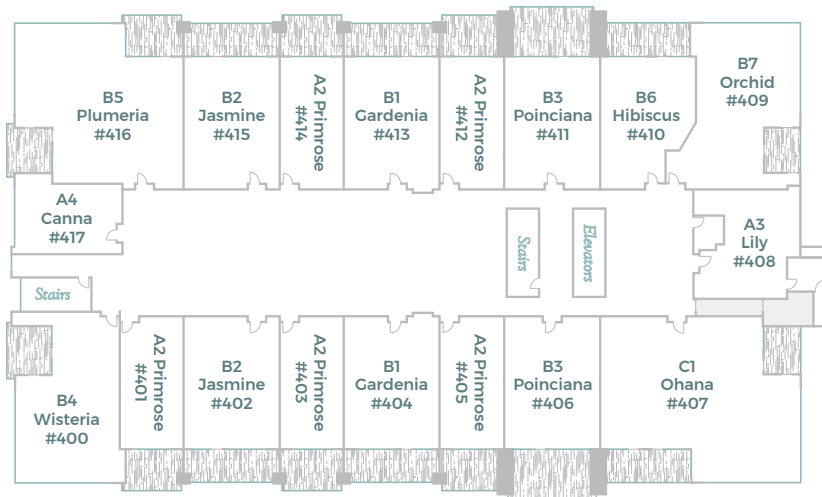 B5
Plumeria
#416
B2
Jasmine
#415
A2 Primrose
#414
B1
Gardenia
#413
A2 Primrose
#412
B3
Poinciana
#411
B6
Hibiscus
#410
B7
Orchid
#409
A4
Canna
#417
Stairs
Elevators
A3
Lily
#408
Stairs
B4
Wisteria
#400
A2 Primrose
#401
B2
Jasmine
#402
A2 Primrose
#403
B1
Gardenia
#404
A2 Primrose
#405
B3
Poinciana
#406
C1
Ohana
#407